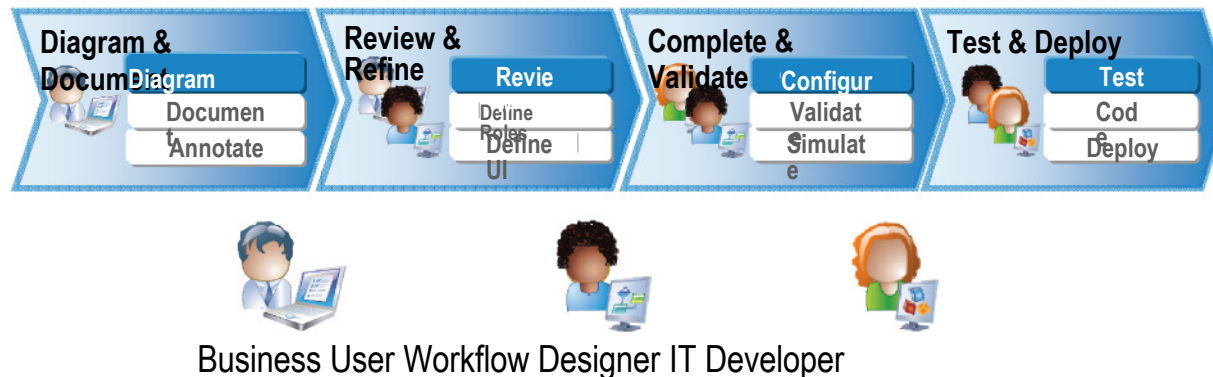 Diagram &
Document
Diagram
Documen
t
Annotate
Review &
Refine
Revie
Define
Roles
Define
UI
Complete &
Validate
Configur
Validat
e
Simulat
e
Test & Deploy
Test
Cod
e
Deploy
Business User Workflow Designer IT Developer